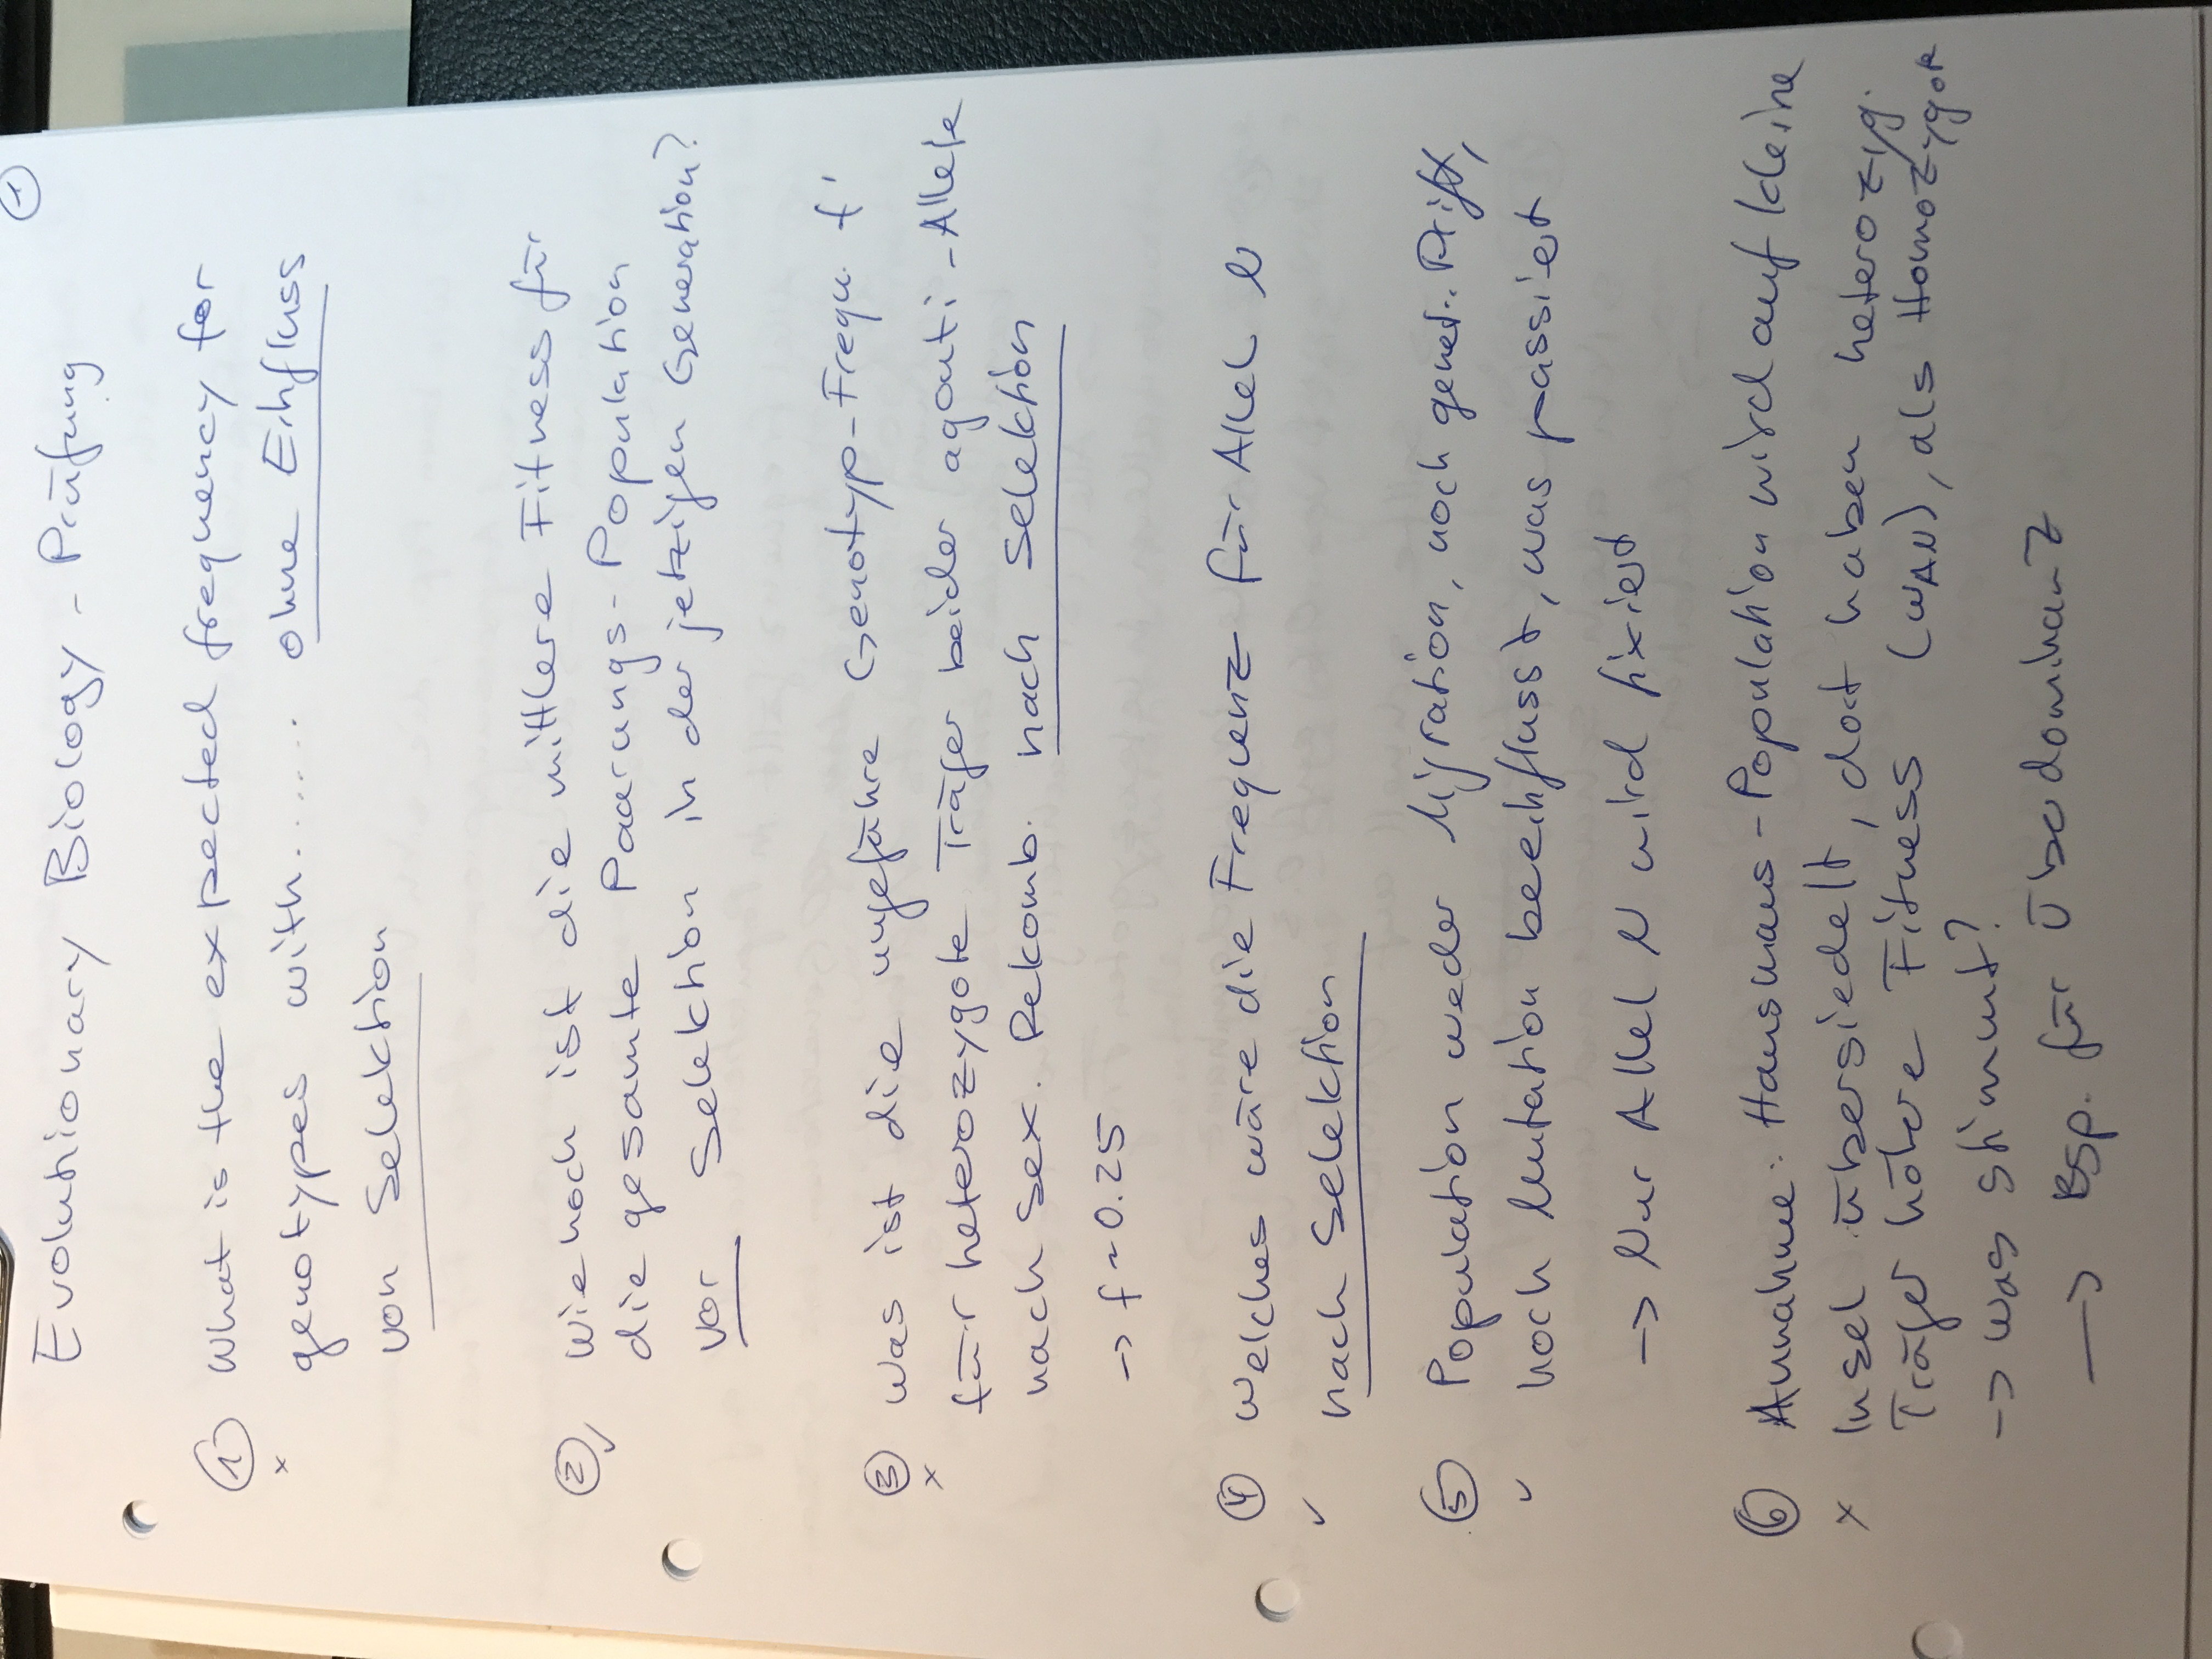 ①
Evolutionary Biology - Prüfung
① What is the expected frequency for
x genotypes with....... ohne Einfluss
von Selektion
② Wie hoch ist die mittlere Fitness für
✓ die gesamte Paarungs-Population
vor Selektion in der jetzigen Generation?
③ Was ist die ungefähre Genotyp-Frequ. f'
x für heterozygote Träger beider agouti-Allele
nach sex. Rekomb. nach Selektion
-> f ~ 0.25
④ Welches wäre die Frequenz für Allel N
✓ nach Selektion
⑤ Population weder Migration, noch genet. Drift,
✓ noch Mutation beeinflusst, was passiert
-> Nur Allel N wird fixiert
⑥ Annahme: Hausmaus-Population wird auf kleine
x Insel übersiedelt, dort haben heterozyg.
Träger höhere Fitness (wAN), als Homozygote
-> Was stimmt?
-> Bsp. für Überdominanz